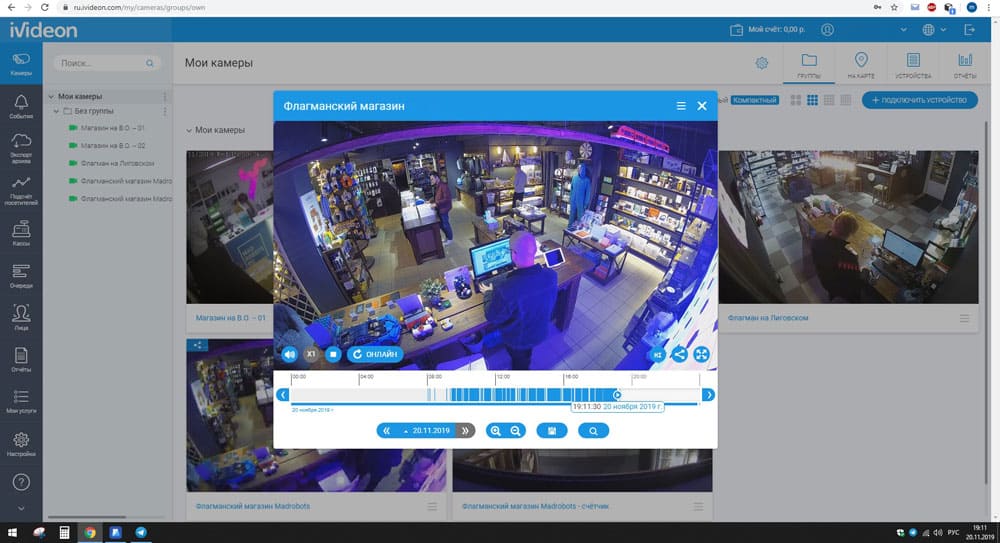 ru.ivideon.com/my/cameras/groups/own
iVideon
Мой счёт: 0,00 р.
Камеры
События
Экспорт архива
Подсчёт посетителей
Кассы
Очереди
Лица
Отчёты
Мои услуги
Настройки
Поиск...
Мои камеры
Без группы
Магазин на В.О. – 01
Магазин на В.О. – 02
Флагман на Лиговском
Флагманский магазин Madro
Флагманский магазин Madro
Мои камеры
ГРУППЫ
НА КАРТЕ
УСТРОЙСТВА
ОТЧЁТЫ
ый Компактный
+ ПОДКЛЮЧИТЬ УСТРОЙСТВО
Мои камеры
Флагманский магазин
X1
ОНЛАЙН
00:00 04:00 08:00 12:00 16:00 20:00
19:11:30 20 ноября 2019 г.
20 ноября 2019 г.
20.11.2019
Магазин на В.О. – 01
Флагман на Лиговском
Флагманский магазин Madrobots
Флагманский магазин Madrobots - счётчик
РУС
19:11
20.11.2019